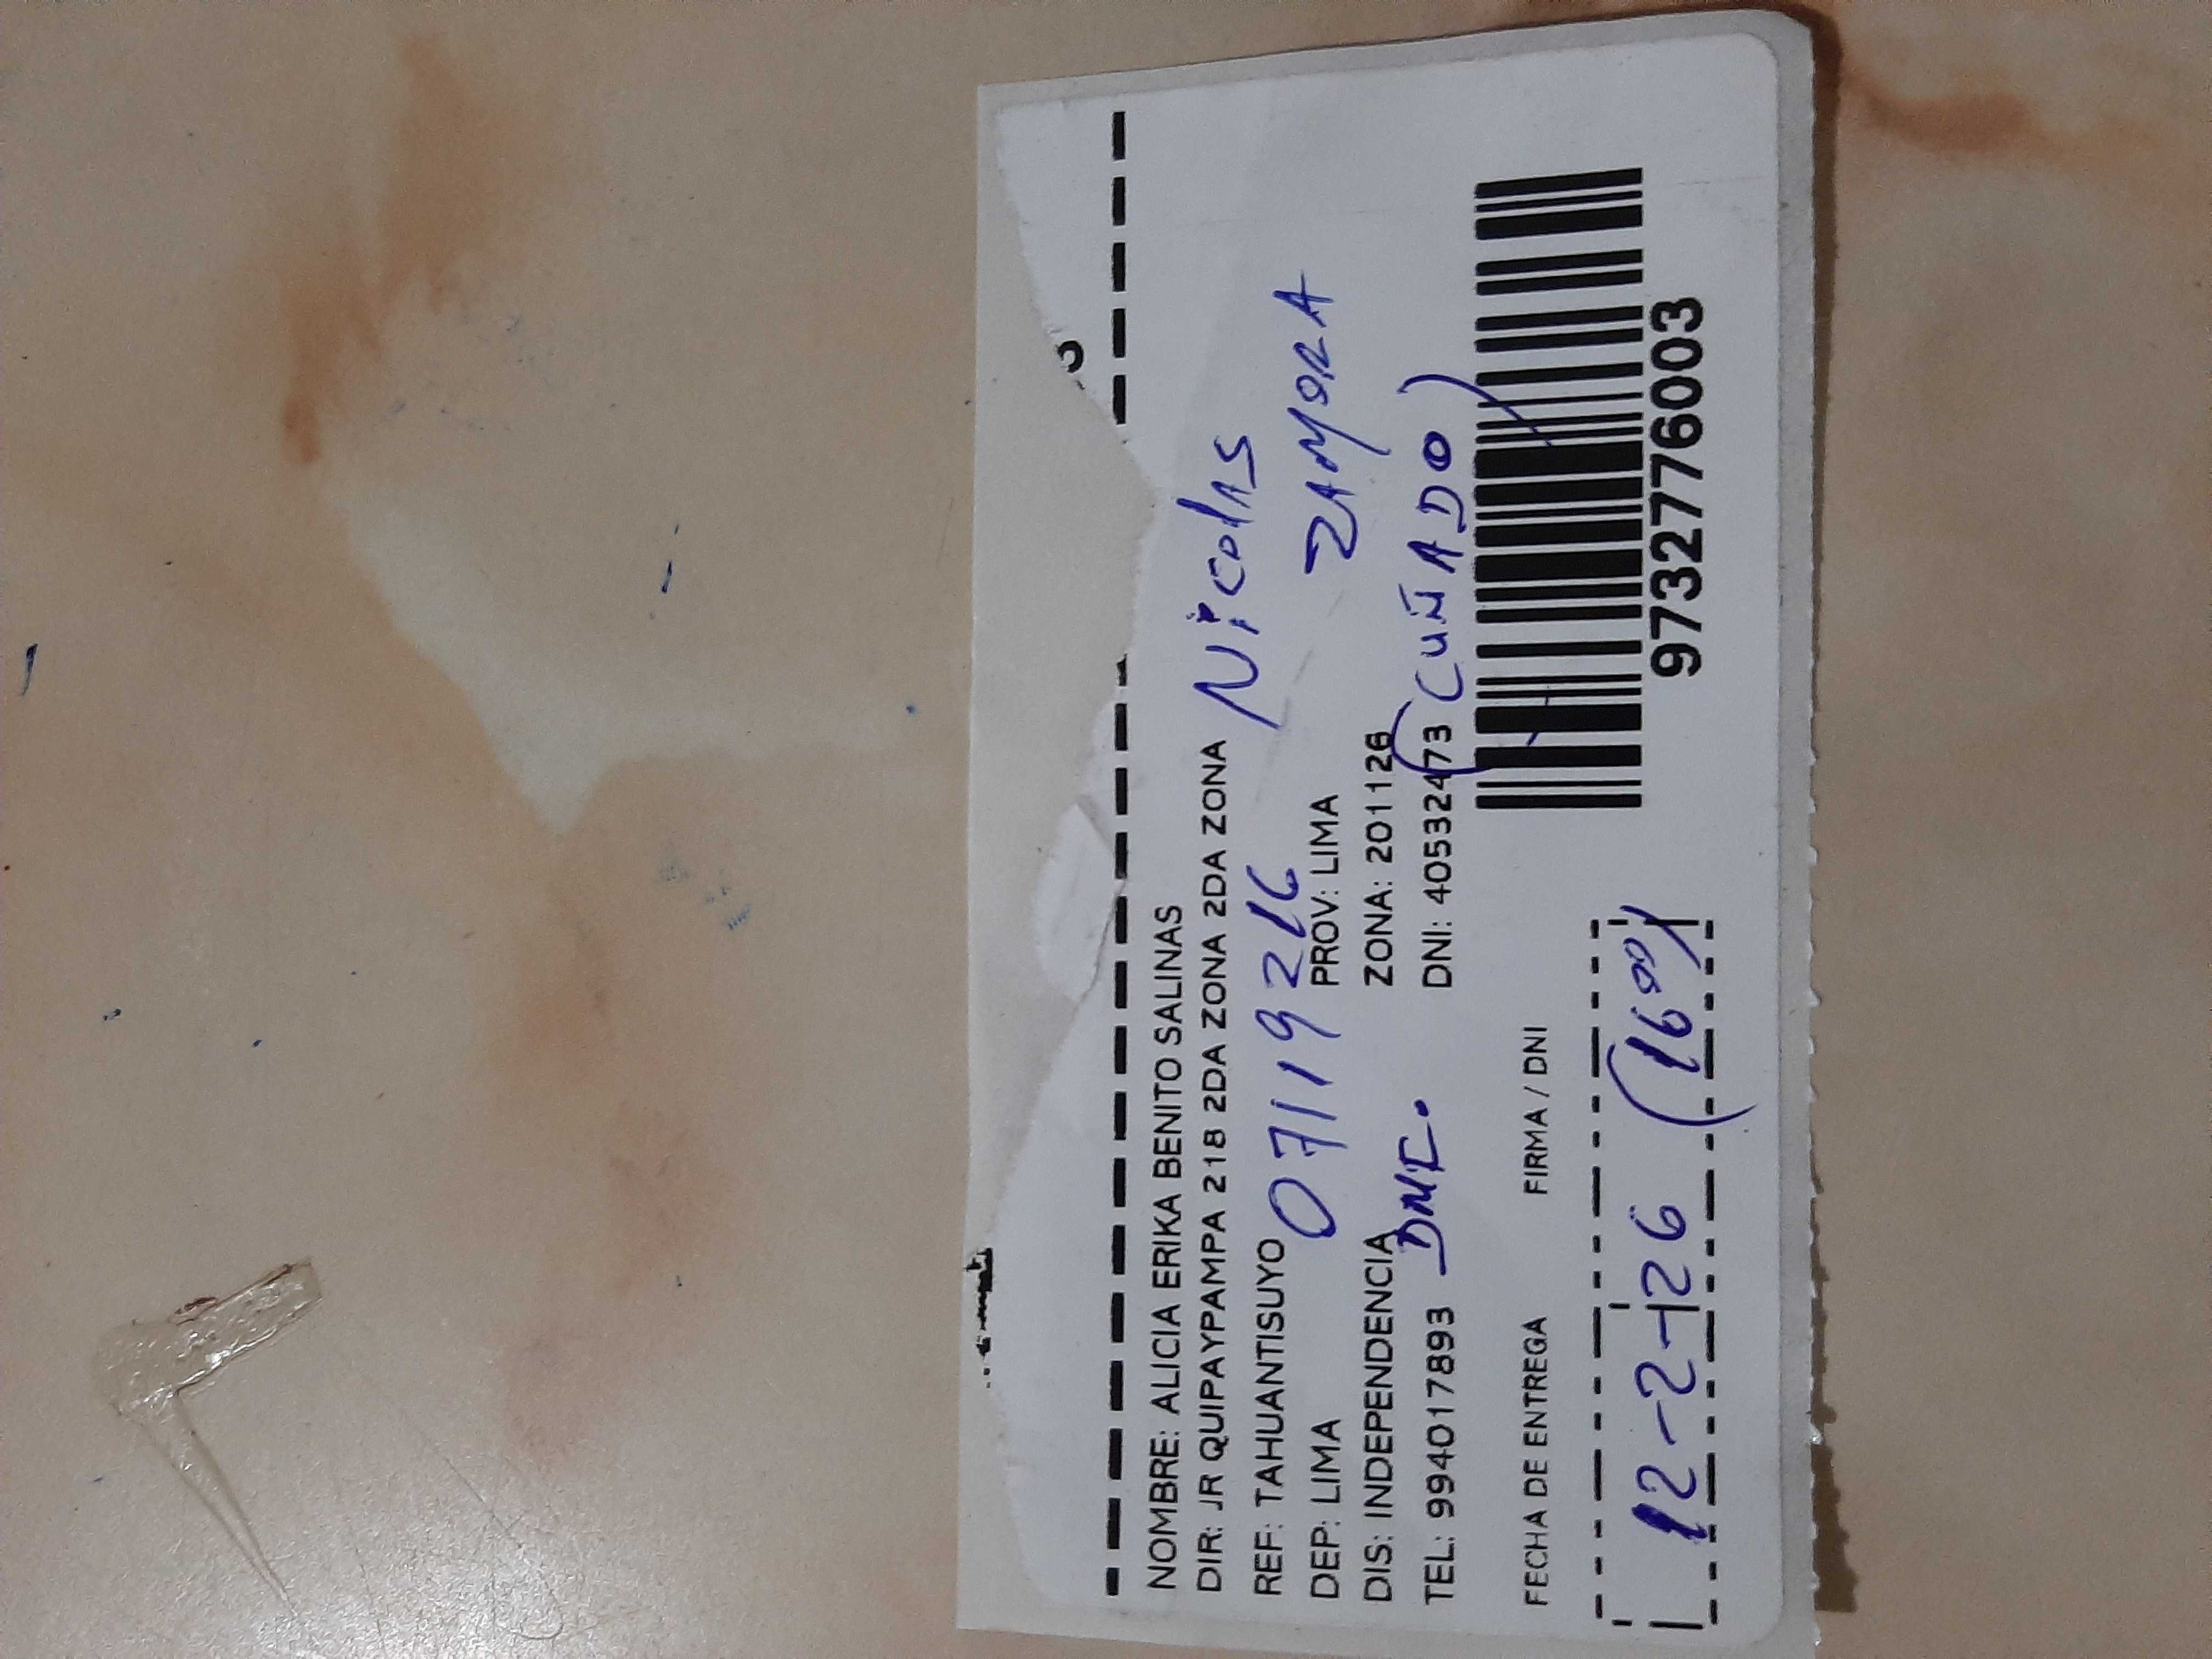 NOMBRE: ALICIA ERIKA BENITO SALINAS
DIR: JR QUIPAYPAMPA 218 2DA ZONA 2DA ZONA
Nicolas
REF: TAHUANTISUYO
07119216
ZAMORA
DEP: LIMA PROV: LIMA
DIS: INDEPENDENCIA ZONA: 201126
TEL: 994017893 DNI: 40532473
(CUÑADO)
FECHA DE ENTREGA FIRMA / DNI
9732776003
12-2-26 (16:00)